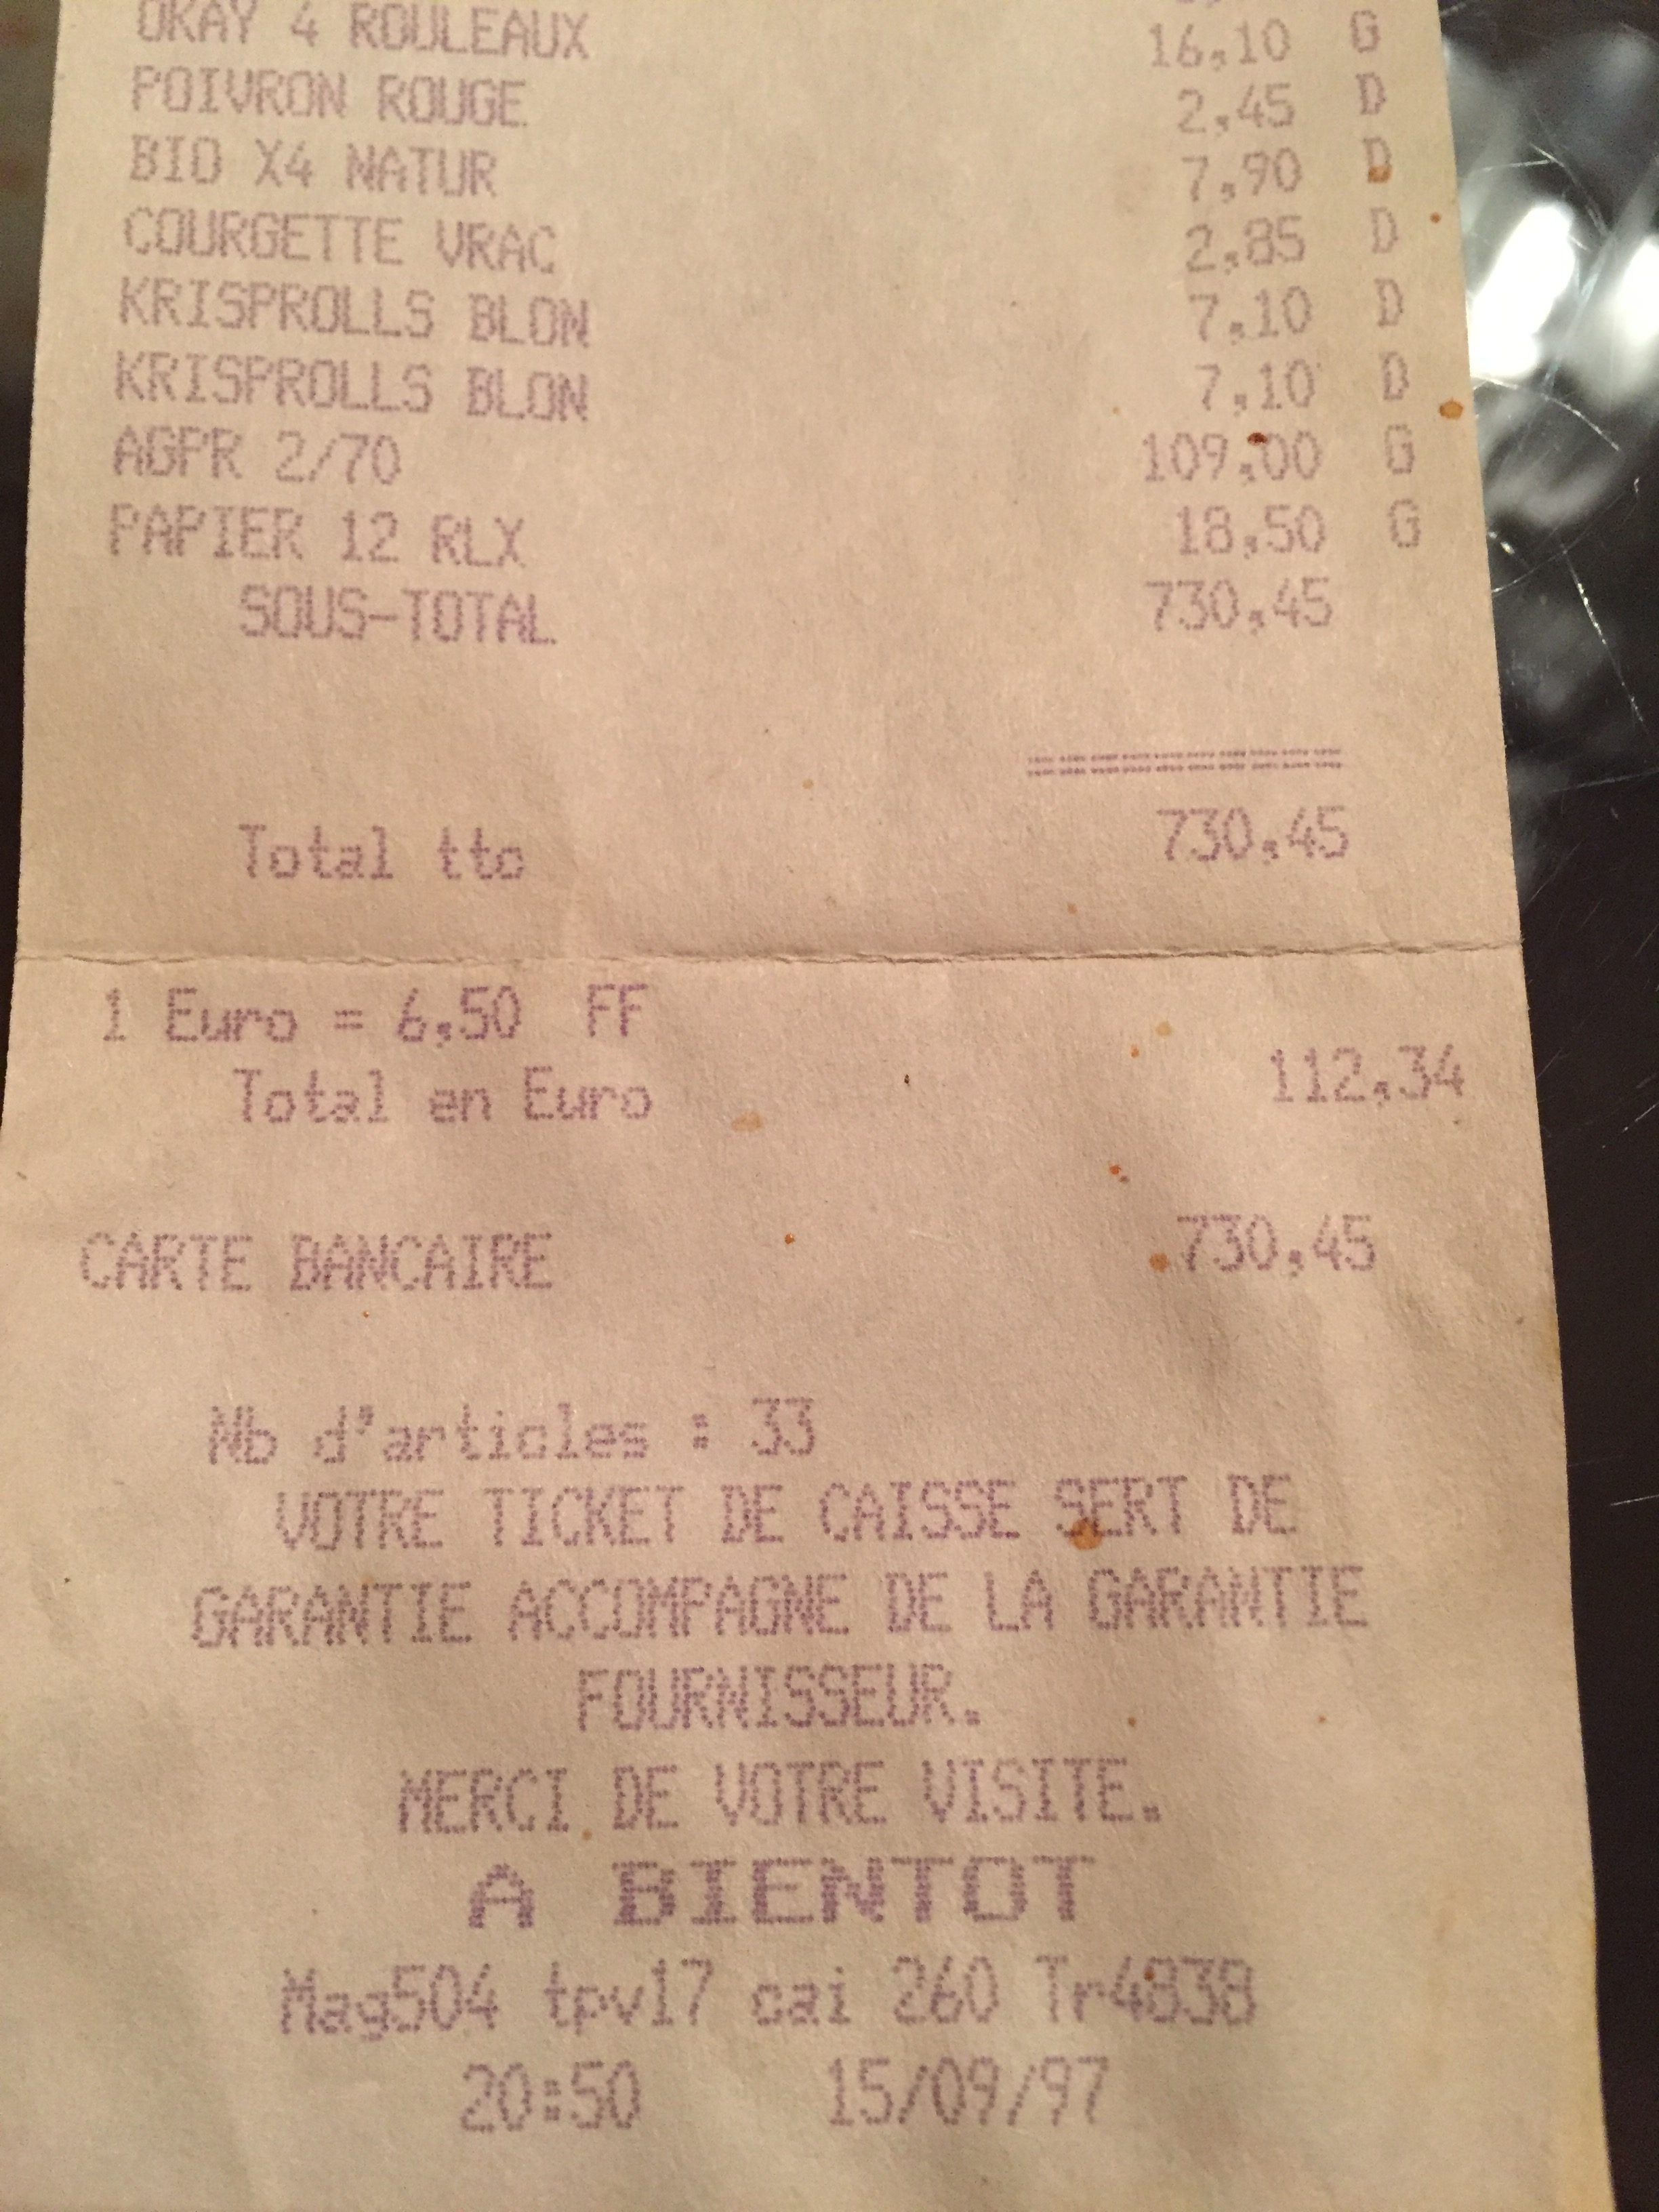 OKAY 4 ROULEAUX 16,10 G
POIVRON ROUGE 2,45 D
BIO X4 NATUR 7,90 D
COURGETTE VRAC 2,85 D
KRISPROLLS BLON 7,10 D
KRISPROLLS BLON 7,10 D
AGPR 2/70 109,00 G
PAPIER 12 RLX 18,50 G
SOUS-TOTAL 730,45
============
Total ttc 730,45
1 Euro = 6,50 FF
Total en Euro 112,34
CARTE BANCAIRE 730,45
Nb d'articles : 33
VOTRE TICKET DE CAISSE SERT DE
GARANTIE ACCOMPAGNE DE LA GARANTIE
FOURNISSEUR.
MERCI DE VOTRE VISITE.
A BIENTOT
Mag504 tpv17 cai 260 Tr4838
20:50 15/09/97